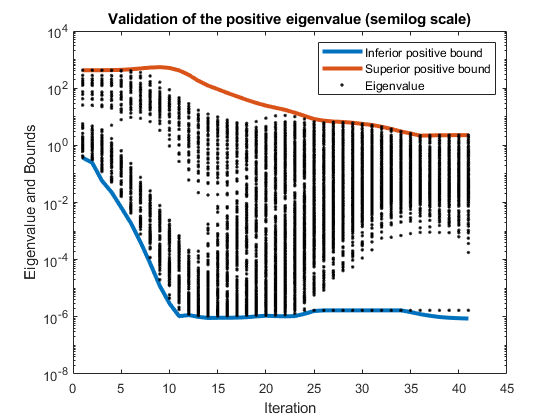 Validation of the positive eigenvalue (semilog scale)
Inferior positive bound
Superior positive bound
Eigenvalue
Eigenvalue and Bounds
10^4
10^2
10^0
10^-2
10^-4
10^-6
10^-8
0 5 10 15 20 25 30 35 40 45
Iteration